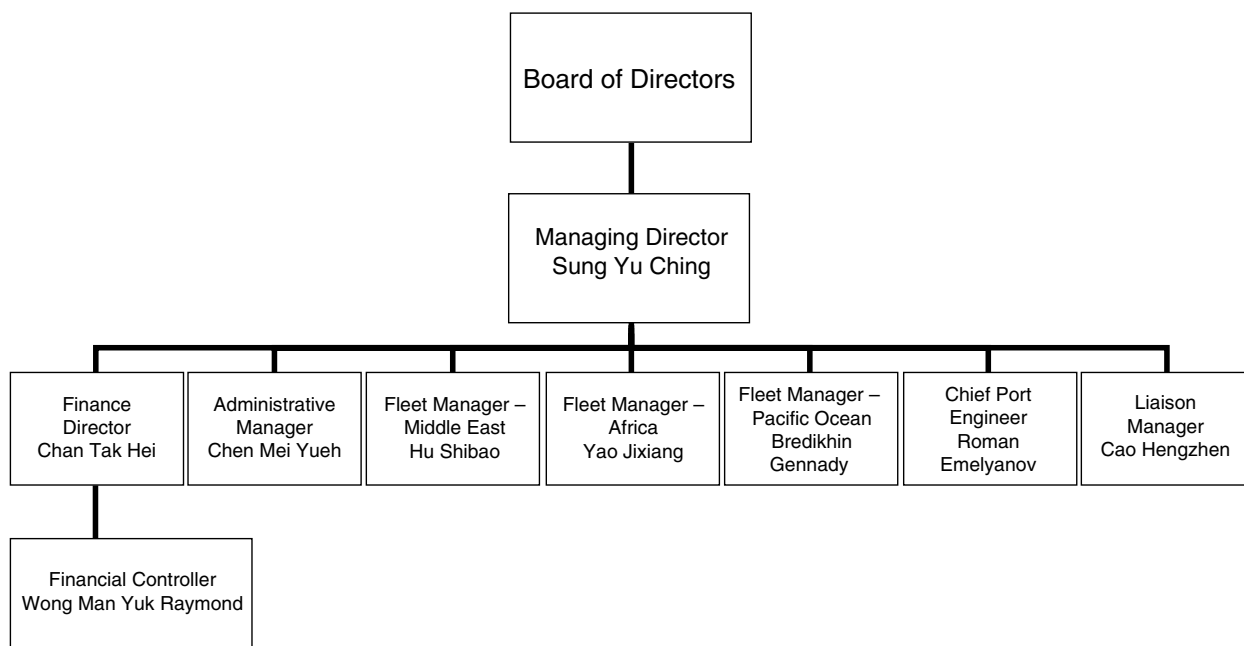 Board of Directors
Managing Director
Sung Yu Ching
Finance
Director
Chan Tak Hei
Administrative
Manager
Chen Mei Yueh
Fleet Manager –
Middle East
Hu Shibao
Fleet Manager –
Africa
Yao Jixiang
Fleet Manager –
Pacific Ocean
Bredikhin
Gennady
Chief Port
Engineer
Roman
Emelyanov
Liaison
Manager
Cao Hengzhen
Financial Controller
Wong Man Yuk Raymond